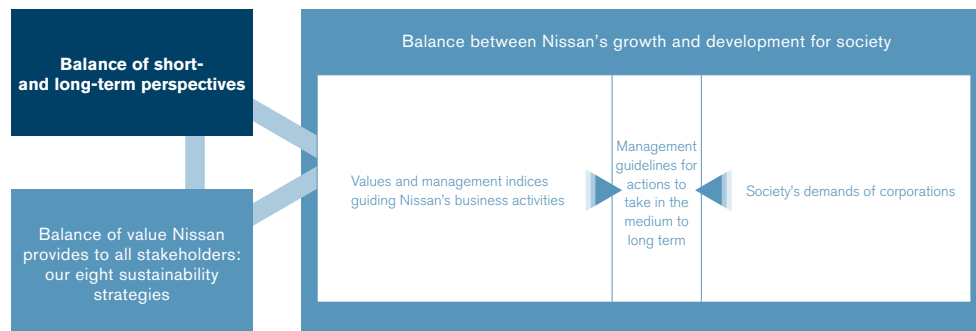 Balance of short-
and long-term perspectives
Balance of value Nissan
provides to all stakeholders:
our eight sustainability
strategies
Balance between Nissan’s growth and development for society
Values and management indices
guiding Nissan's business activities
Management
guidelines for
actions to
take in the
medium to
long term
Society’s demands of corporations